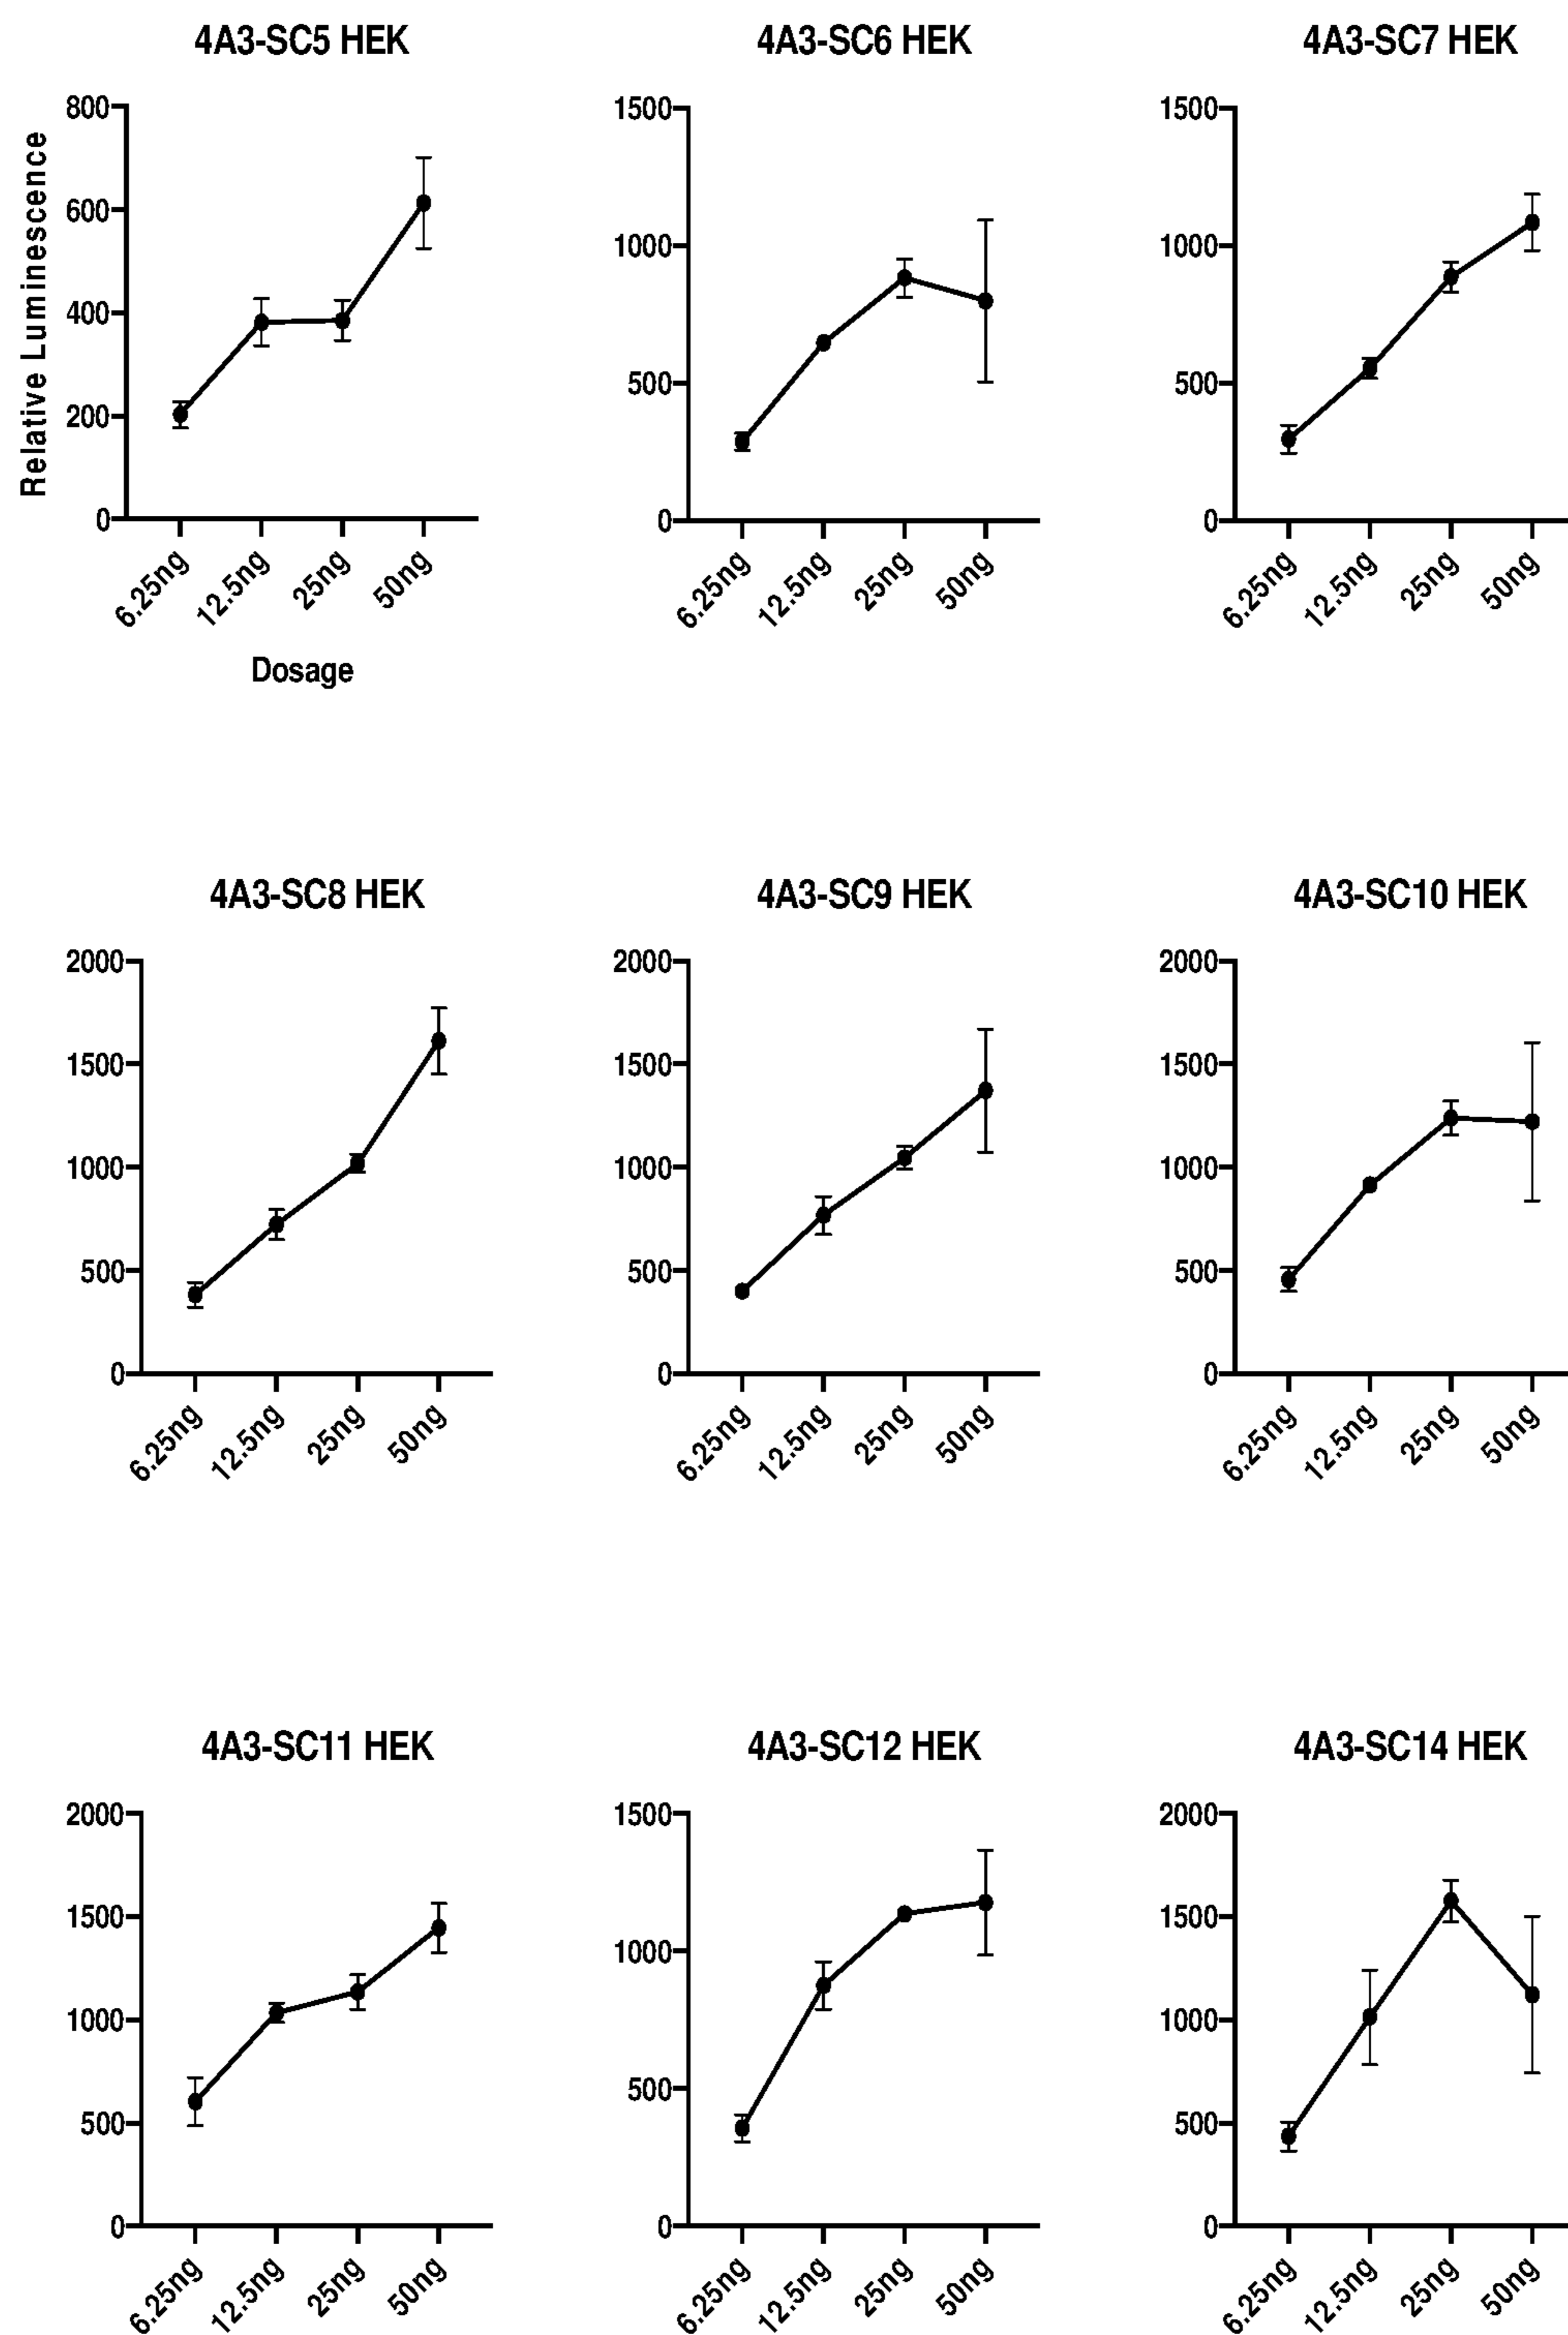 4A3-SC5 HEK
Relative Luminescence
800
600
400
200
0
6.25ng
12.5ng
25ng
50ng
Dosage
4A3-SC6 HEK
1500
1000
500
0
6.25ng
12.5ng
25ng
50ng
4A3-SC7 HEK
1500
1000
500
0
6.25ng
12.5ng
25ng
50ng
4A3-SC8 HEK
2000
1500
1000
500
0
6.25ng
12.5ng
25ng
50ng
4A3-SC9 HEK
2000
1500
1000
500
0
6.25ng
12.5ng
25ng
50ng
4A3-SC10 HEK
2000
1500
1000
500
0
6.25ng
12.5ng
25ng
50ng
4A3-SC11 HEK
2000
1500
1000
500
0
6.25ng
12.5ng
25ng
50ng
4A3-SC12 HEK
1500
1000
500
0
6.25ng
12.5ng
25ng
50ng
4A3-SC14 HEK
2000
1500
1000
500
0
6.25ng
12.5ng
25ng
50ng